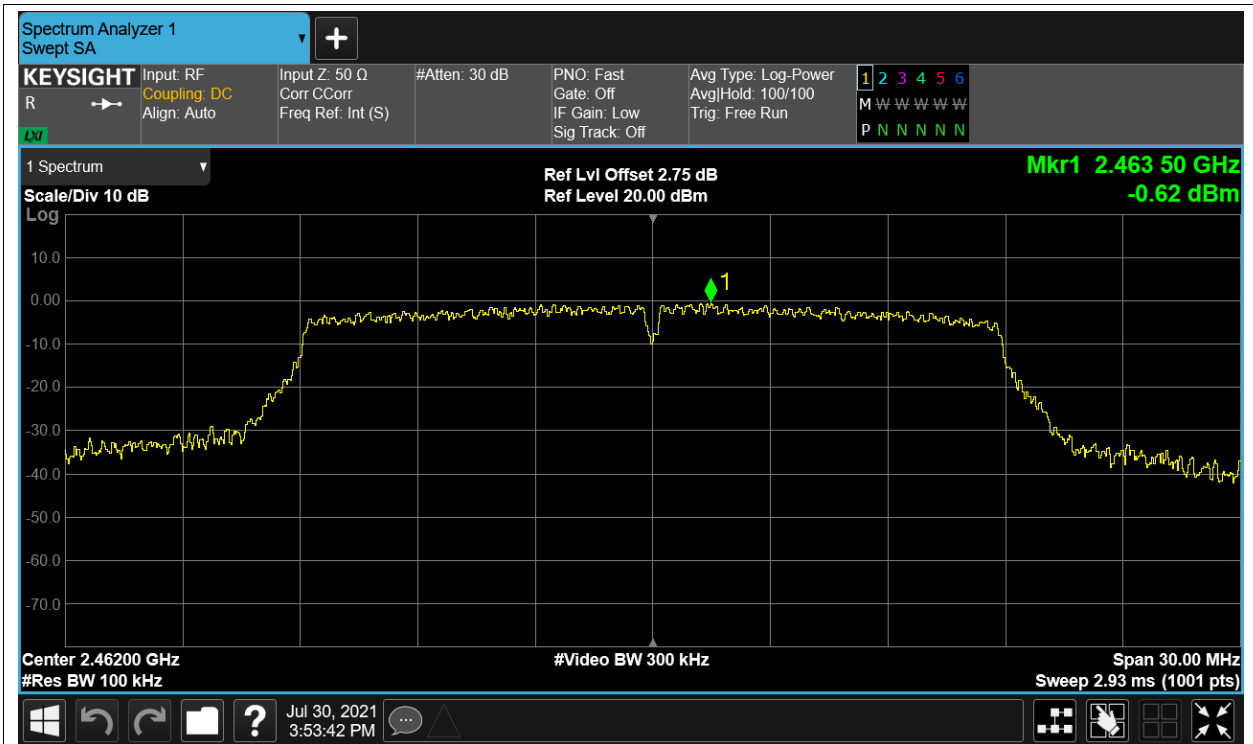 Spectrum Analyzer 1
Swept SA
KEYSIGHT
R
LXI
Input: RF
Coupling: DC
Align: Auto
Input Z: 50 Ω
Corr CCorr
Freq Ref: Int (S)
#Atten: 30 dB
PNO: Fast
Gate: Off
IF Gain: Low
Sig Track: Off
Avg Type: Log-Power
Avg|Hold: 100/100
Trig: Free Run
1 2 3 4 5 6
M W W W W W
P N N N N N
1 Spectrum
Scale/Div 10 dB
Log
Ref Lvl Offset 2.75 dB
Ref Level 20.00 dBm
Mkr1 2.463 50 GHz
-0.62 dBm
1
10.0
0.00
-10.0
-20.0
-30.0
-40.0
-50.0
-60.0
-70.0
Center 2.46200 GHz
#Res BW 100 kHz
#Video BW 300 kHz
Span 30.00 MHz
Sweep 2.93 ms (1001 pts)
?
Jul 30, 2021
3:53:42 PM